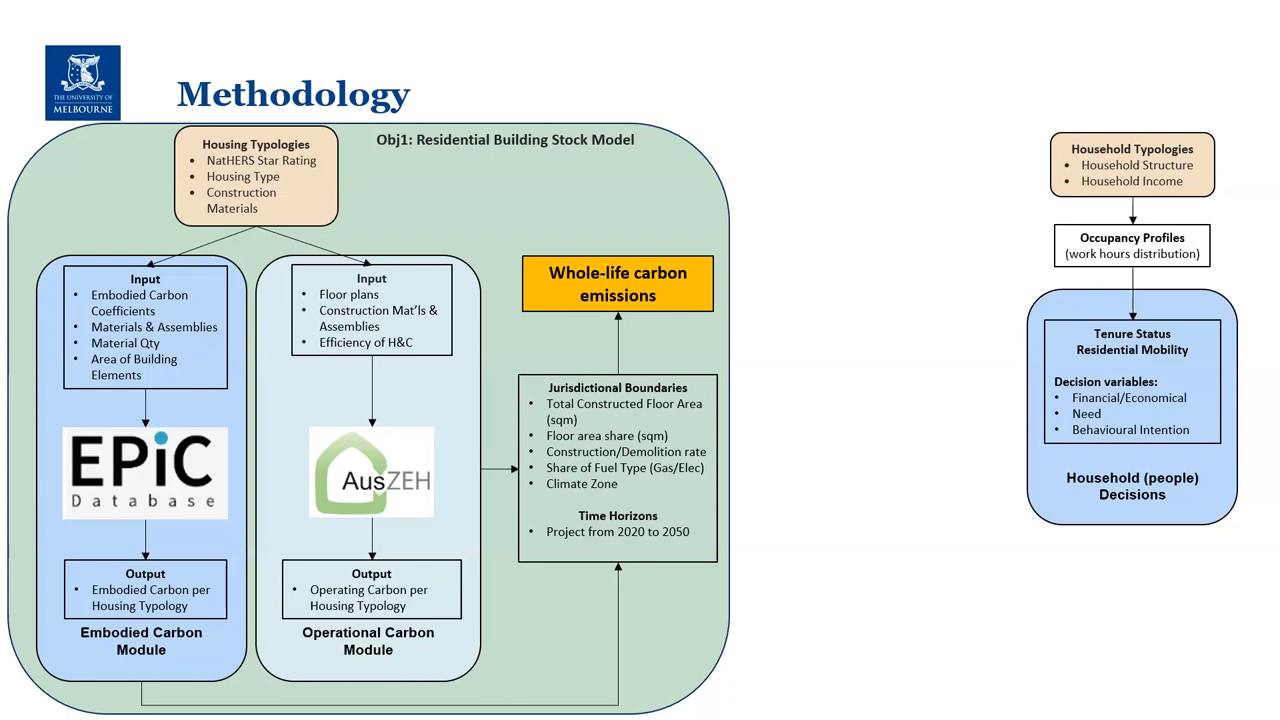 THE UNIVERSITY OF
MELBOURNE
Methodology
Obj1: Residential Building Stock Model
Housing Typologies
• NatHERS Star Rating
• Housing Type
• Construction
Materials
Input
• Embodied Carbon
Coefficients
• Materials & Assemblies
• Material Qty
• Area of Building
Elements
EPiC
Database
Output
• Embodied Carbon per
Housing Typology
Embodied Carbon
Module
Input
• Floor plans
• Construction Mat'ls &
Assemblies
• Efficiency of H&C
AusZEH
Output
• Operating Carbon per
Housing Typology
Operational Carbon
Module
Whole-life carbon
emissions
Jurisdictional Boundaries
• Total Constructed Floor Area
(sqm)
• Floor area share (sqm)
• Construction/Demolition rate
• Share of Fuel Type (Gas/Elec)
• Climate Zone
Time Horizons
• Project from 2020 to 2050
Household Typologies
• Household Structure
• Household Income
Occupancy Profiles
(work hours distribution)
Tenure Status
Residential Mobility
Decision variables:
• Financial/Economical
• Need
• Behavioural Intention
Household (people)
Decisions